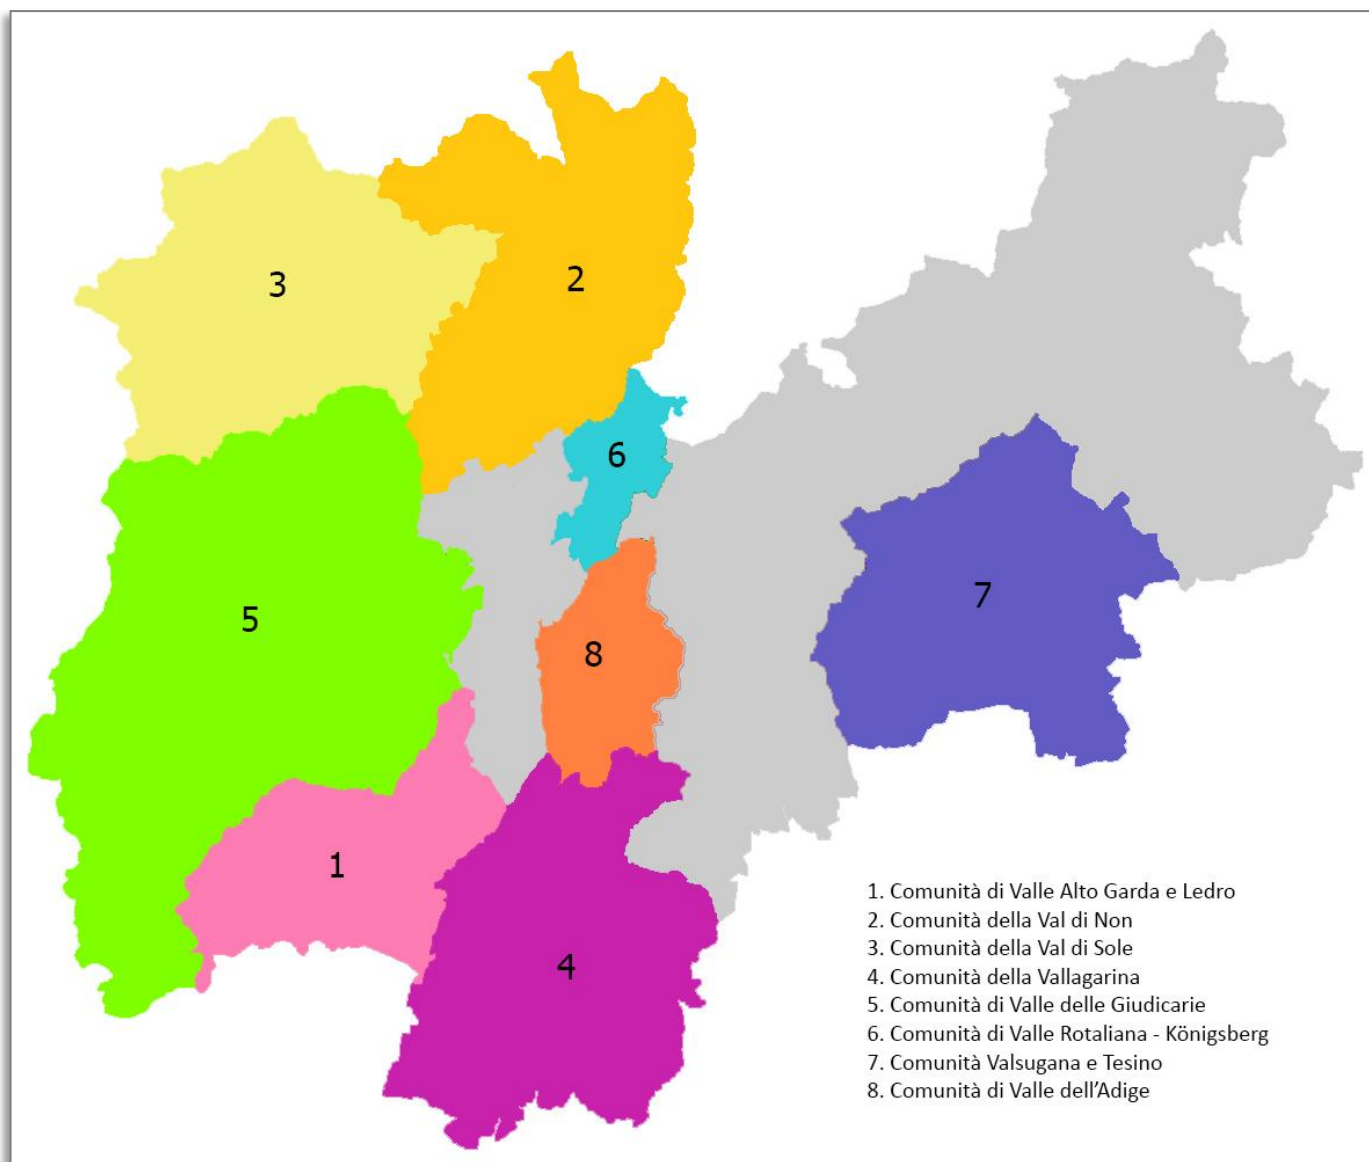 3
2
6
5
8
7
1
4
1. Comunità di Valle Alto Garda e Ledro
2. Comunità della Val di Non
3. Comunità della Val di Sole
4. Comunità della Vallagarina
5. Comunità di Valle delle Giudicarie
6. Comunità di Valle Rotaliana - Königsberg
7. Comunità Valsugana e Tesino
8. Comunità di Valle dell’Adige